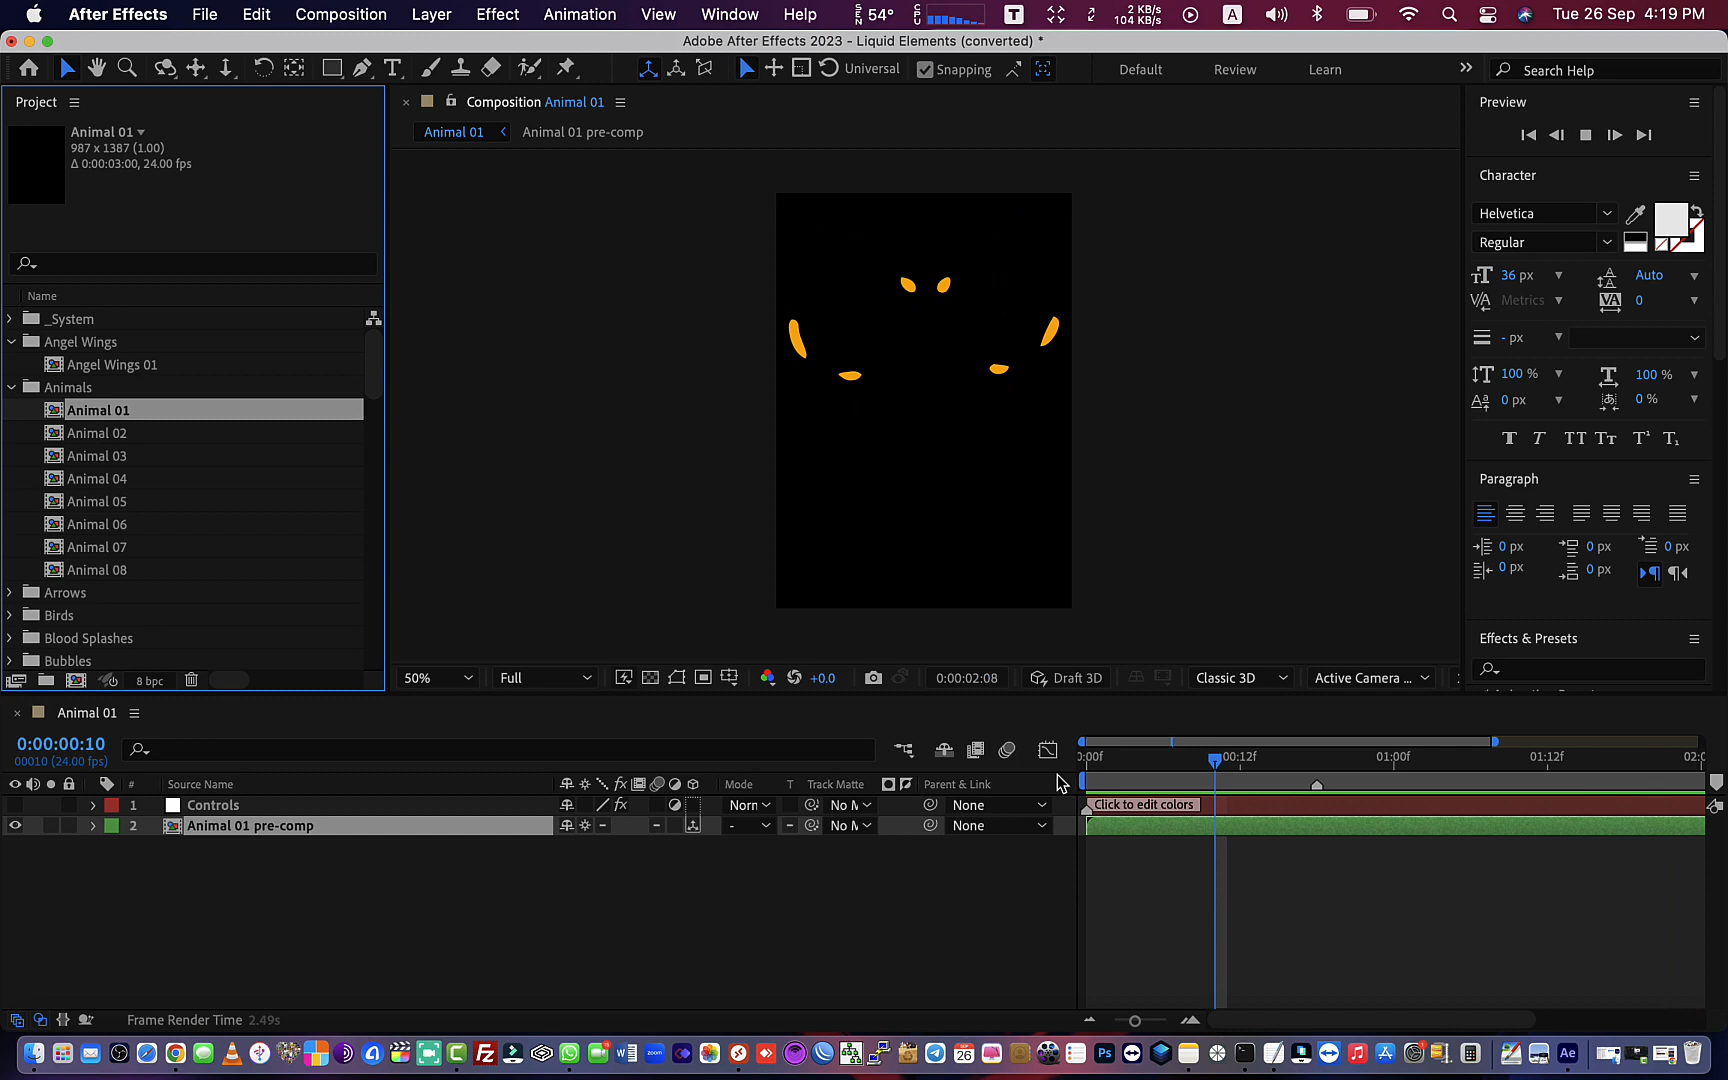 After Effects File Edit Composition Layer Effect Animation View Window Help SEN 54° CPU T 2 KB/s 104 KB/s A Tue 26 Sep 4:19 PM
Adobe After Effects 2023 - Liquid Elements (converted) *
Universal Snapping Default Review Learn Search Help
Project
Animal 01
987 x 1387 (1.00)
Δ 0:00:03:00, 24.00 fps
Name
_System
Angel Wings
Angel Wings 01
Animals
Animal 01
Animal 02
Animal 03
Animal 04
Animal 05
Animal 06
Animal 07
Animal 08
Arrows
Birds
Blood Splashes
Bubbles
8 bpc
Composition Animal 01
Animal 01 Animal 01 pre-comp
50% Full +0.0 0:00:02:08 Draft 3D Classic 3D Active Camera ...
Preview
Character
Helvetica
Regular
36 px Auto
Metrics 0
- px
100 % 100 %
0 px 0 %
Paragraph
0 px 0 px 0 px
0 px 0 px
Effects & Presets
Animal 01
0:00:00:10
00010 (24.00 fps)
:00f 00:12f 01:00f 01:12f 02:0
# Source Name Mode T Track Matte Parent & Link
1 Controls Norn No M None Click to edit colors
2 Animal 01 pre-comp - No M None
Frame Render Time 2.49s